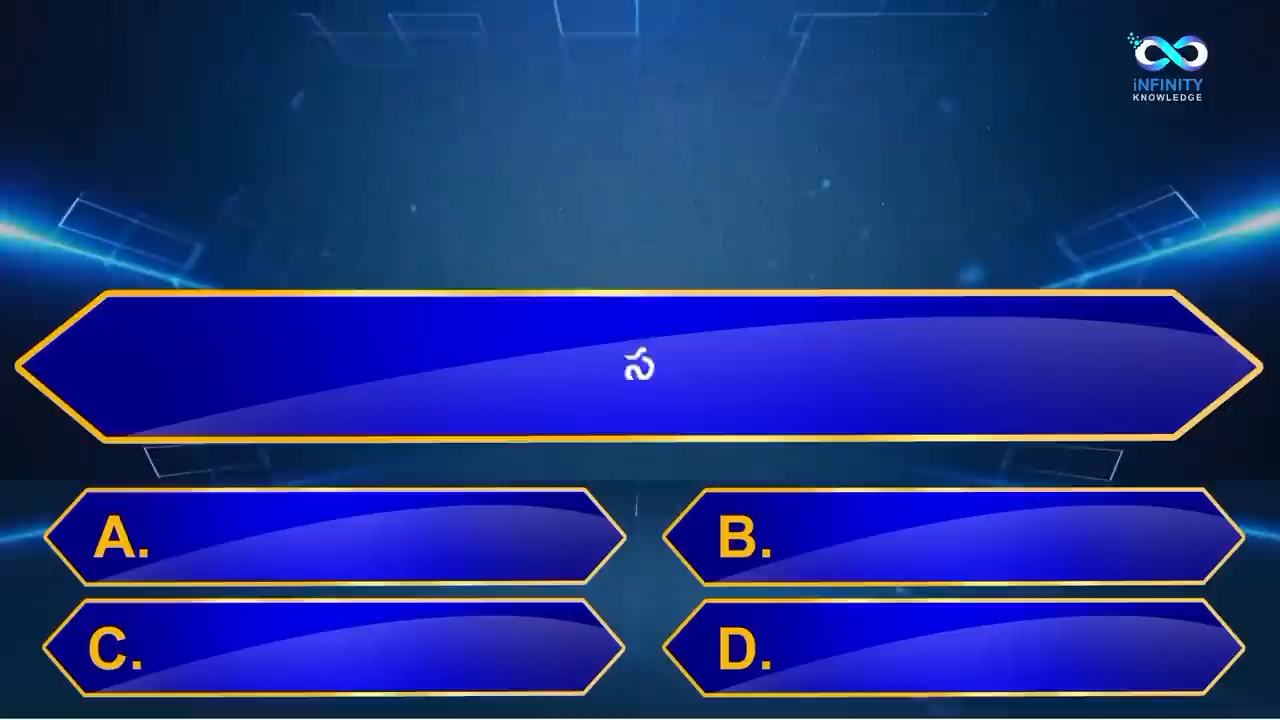 iNFINITY
KNOWLEDGE
స
A.
B.
C.
D.